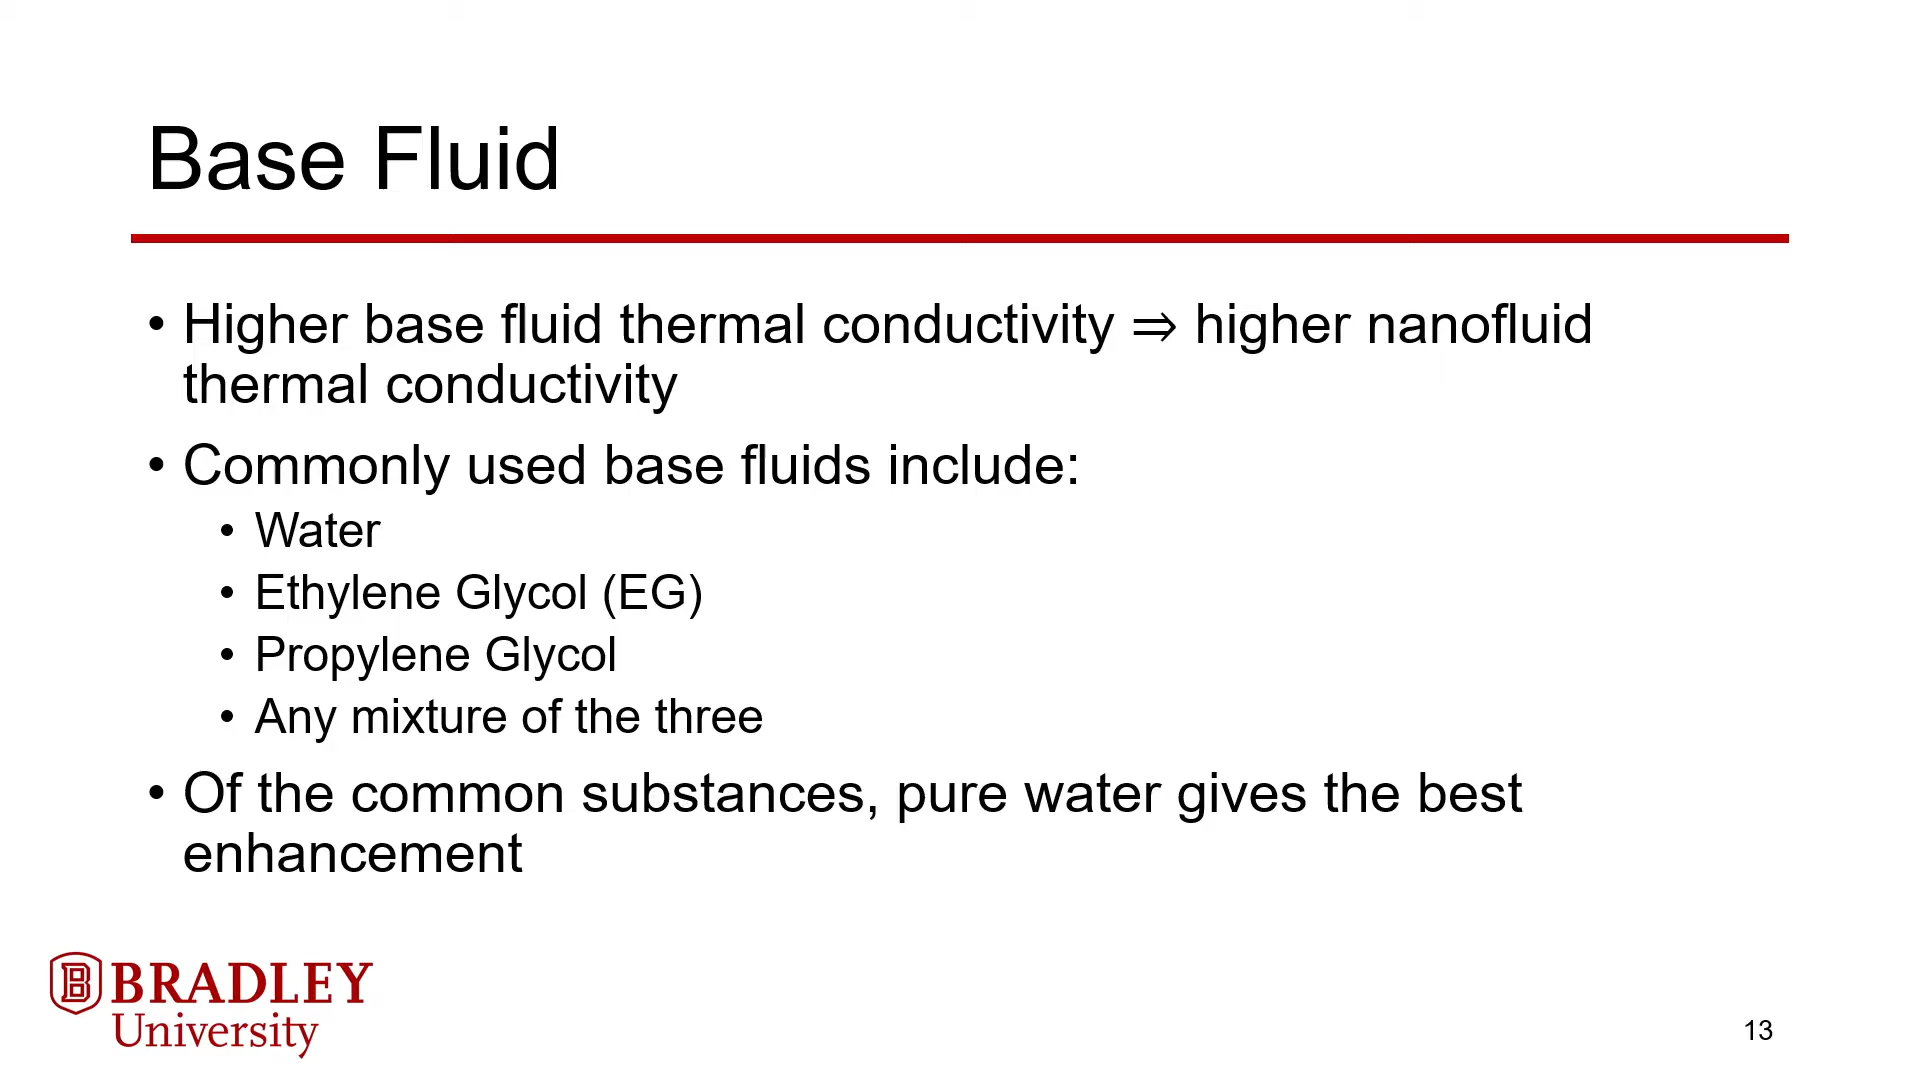 Base Fluid
• Higher base fluid thermal conductivity ⇒ higher nanofluid
thermal conductivity
• Commonly used base fluids include:
• Water
• Ethylene Glycol (EG)
• Propylene Glycol
• Any mixture of the three
• Of the common substances, pure water gives the best
enhancement
B BRADLEY
University
13